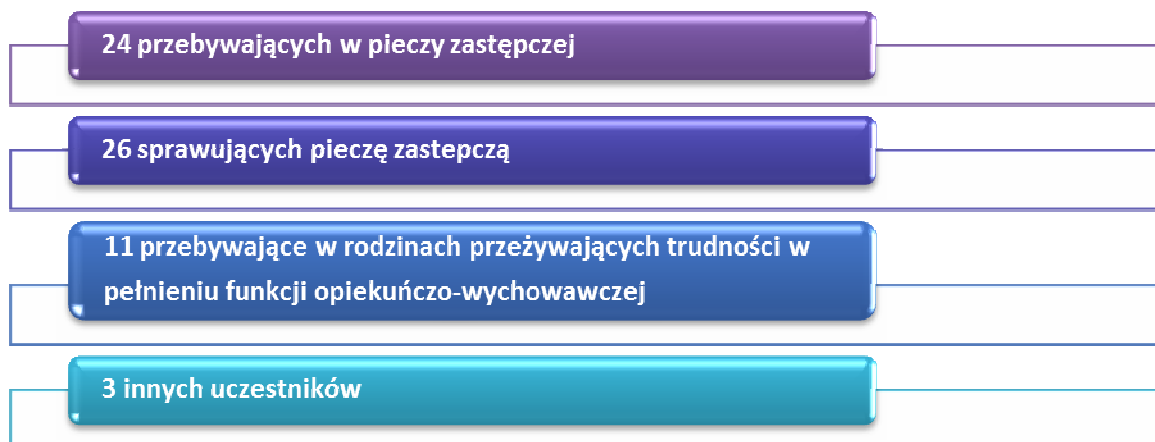 24 przebywających w pieczy zastępczej
26 sprawujących pieczę zastepczą
11 przebywające w rodzinach przeżywających trudności w
pełnieniu funkcji opiekuńczo-wychowawczej
3 innych uczestników